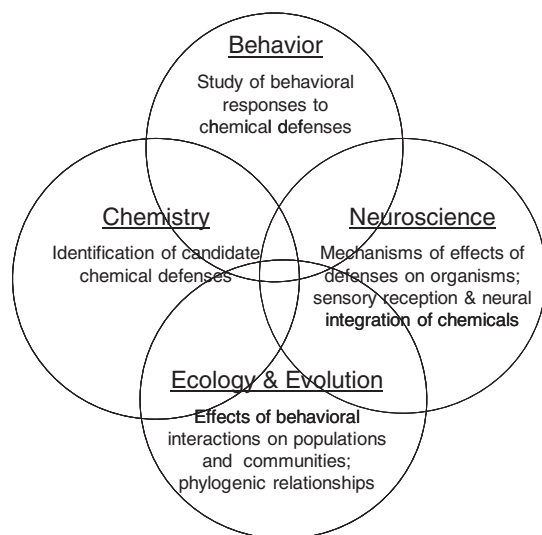 Behavior
Study of behavioral
responses to
chemical defenses
Chemistry
Identification of candidate
chemical defenses
Neuroscience
Mechanisms of effects of
defenses on organisms;
sensory reception & neural
integration of chemicals
Ecology & Evolution
Effects of behavioral
interactions on populations
and communities;
phylogenic relationships